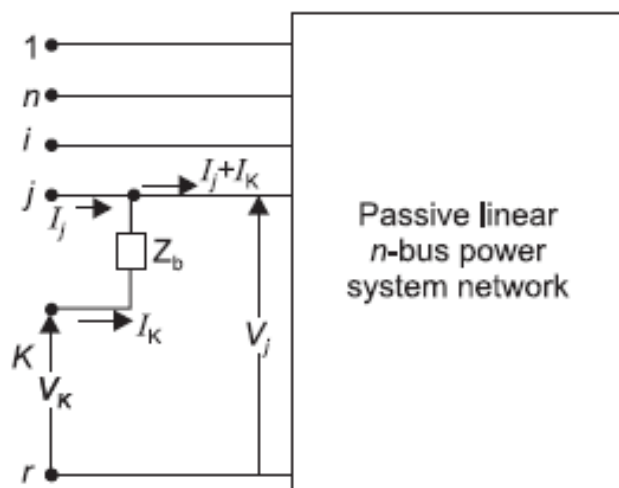 1
n
i
j
I_j
I_j+I_K
Z_b
I_K
K
V_K
V_j
r
Passive linear
n-bus power
system network